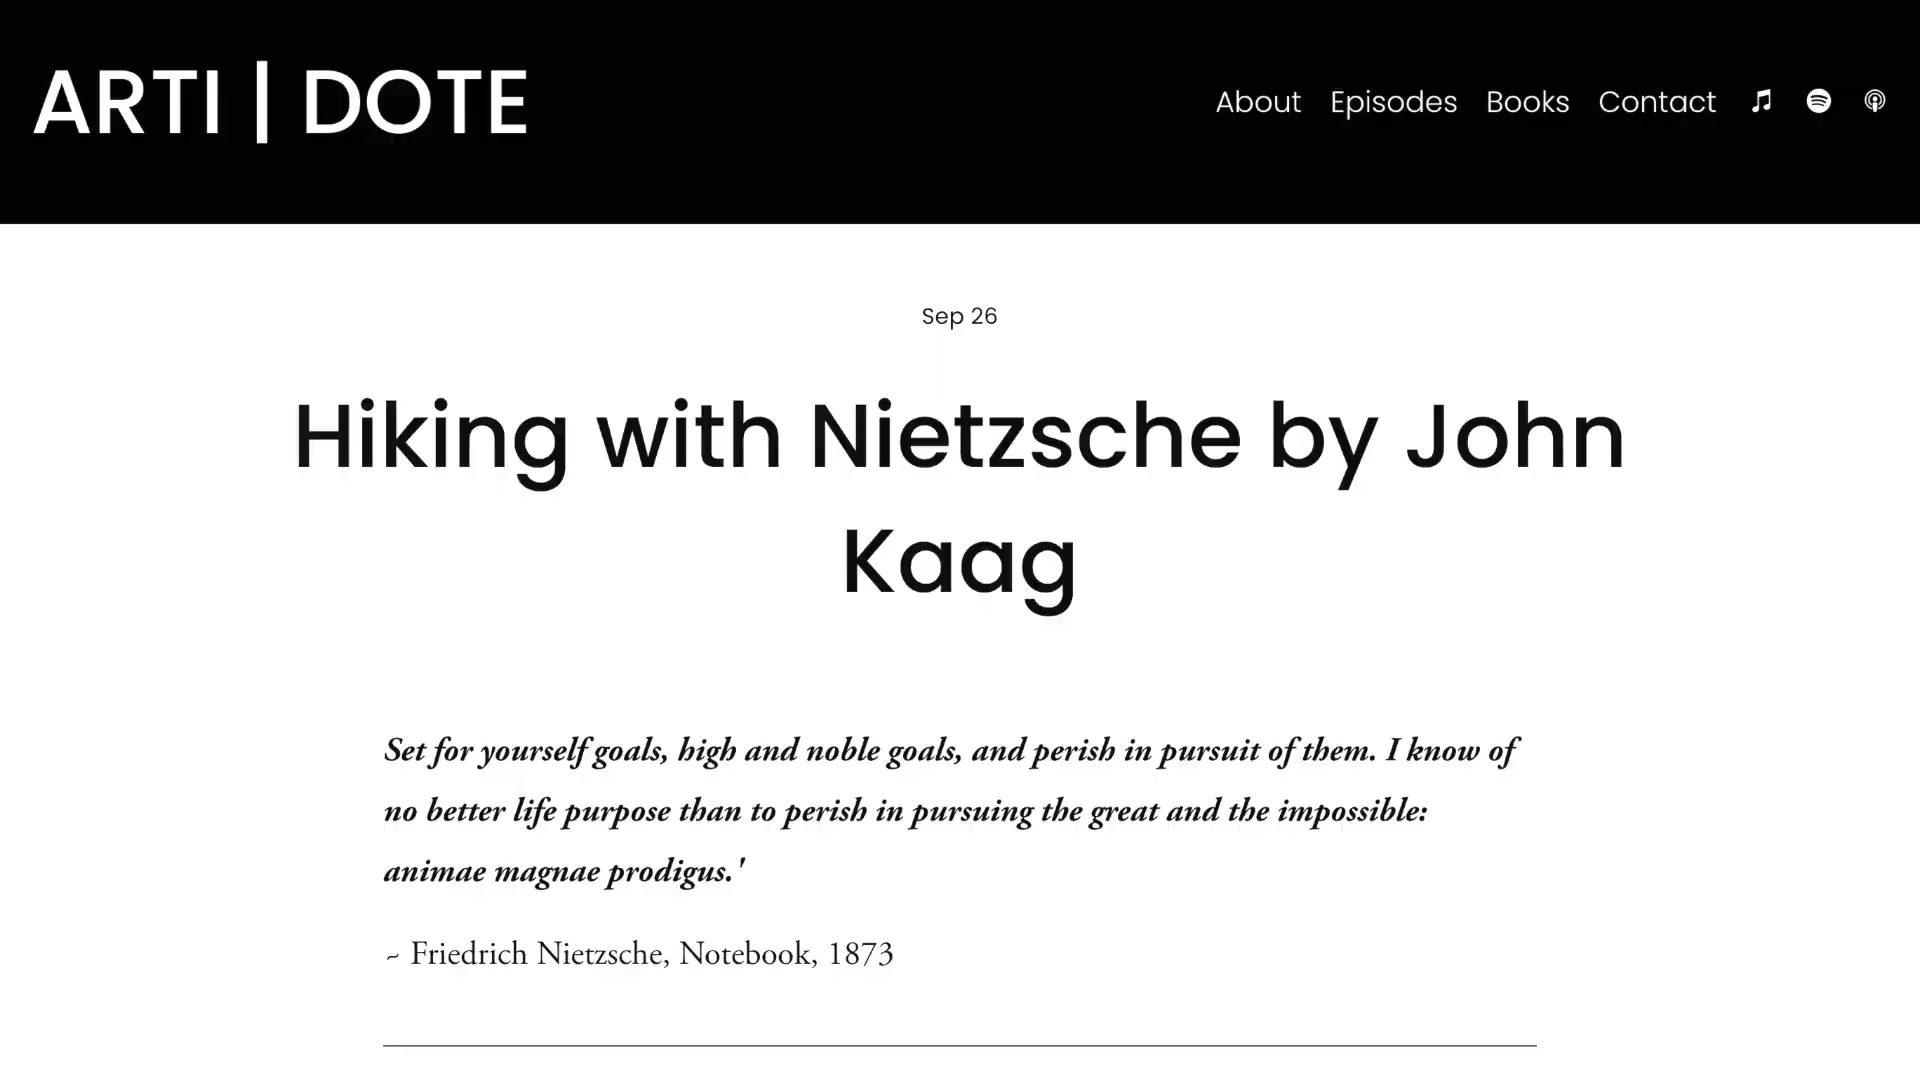 ARTI | DOTE
About Episodes Books Contact
Sep 26
Hiking with Nietzsche by John
Kaag
Set for yourself goals, high and noble goals, and perish in pursuit of them. I know of
no better life purpose than to perish in pursuing the great and the impossible:
animae magnae prodigus.'
~ Friedrich Nietzsche, Notebook, 1873